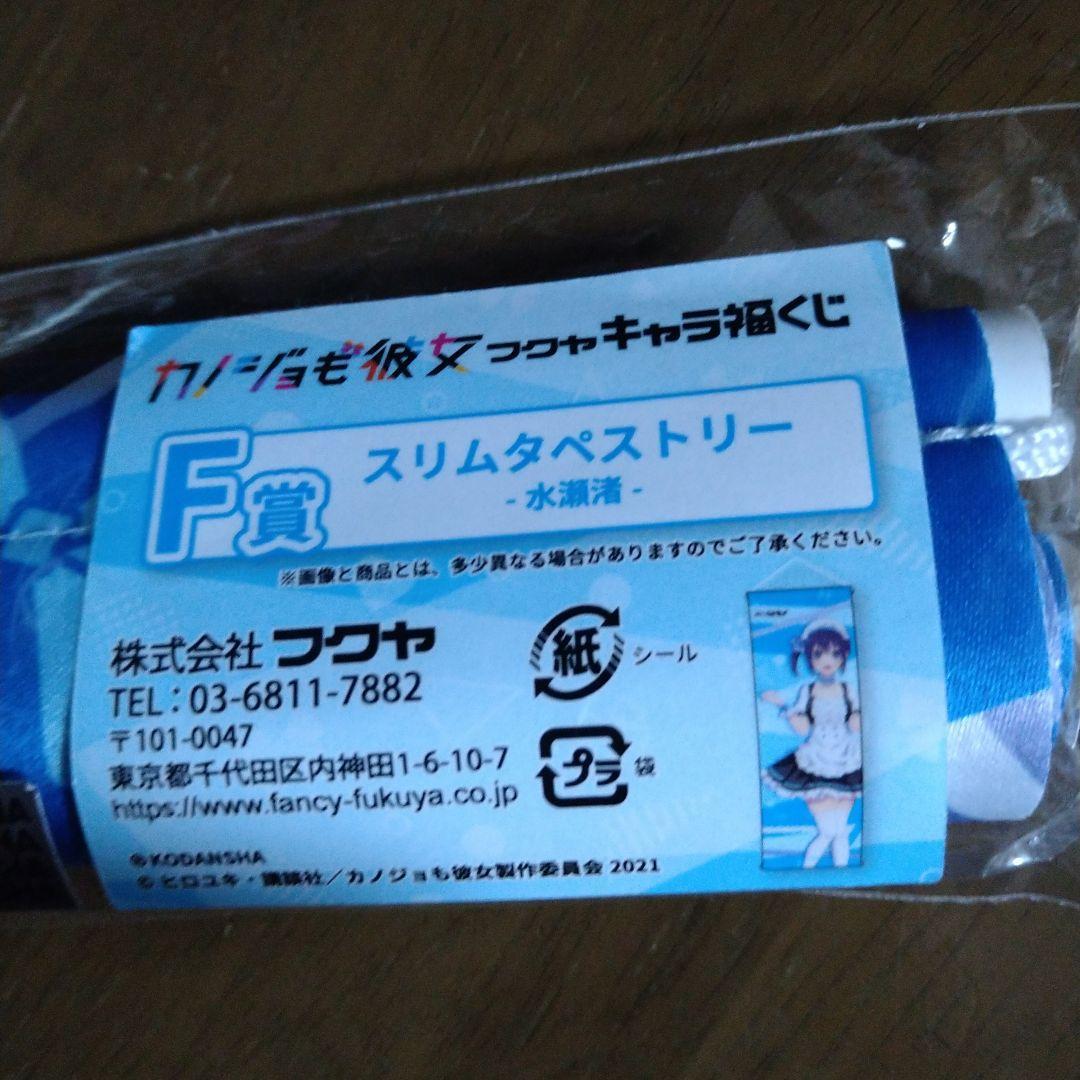 カノジョも彼女 フクヤキャラ福くじ
F賞
スリムタペストリー
- 水瀬渚 -
※画像と商品とは、多少異なる場合がありますのでご了承ください。
株式会社 フクヤ
TEL：03-6811-7882
〒101-0047
東京都千代田区内神田1-6-10-7
https://www.fancy-fukuya.co.jp
紙 シール
プラ 袋
©KODANSHA
© ヒロユキ・講談社／カノジョも彼女製作委員会 2021